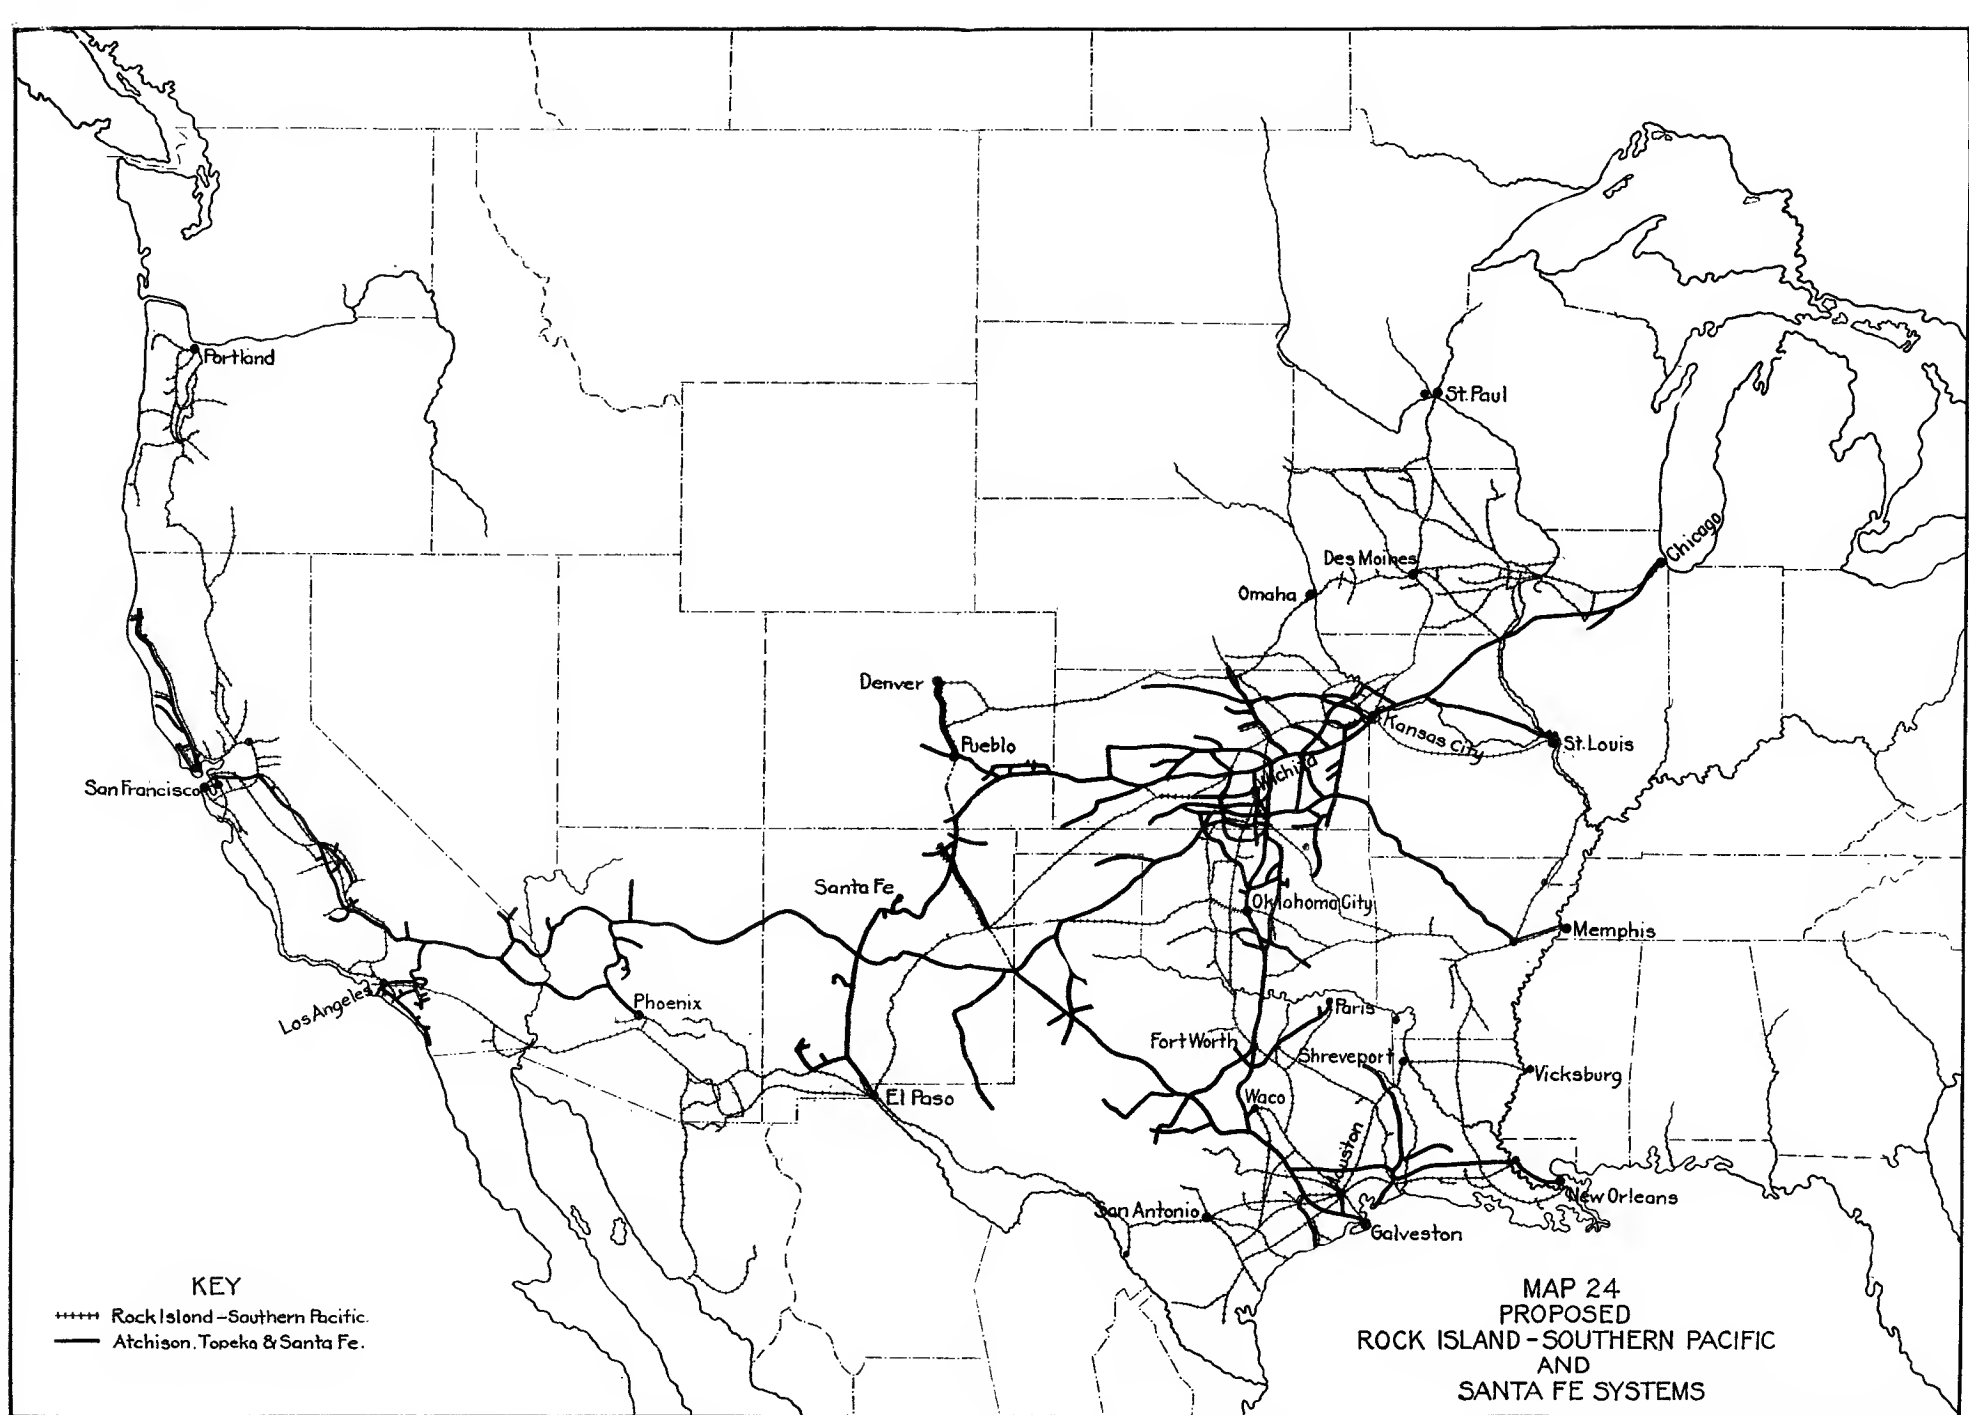 Portland
St. Paul
Chicago
Des Moines
Omaha
Denver
Kansas City
Pueblo
St. Louis
Wichita
San Francisco
Santa Fe
Oklahoma City
Memphis
Los Angeles
Phoenix
Paris
Fort Worth
Shreveport
Vicksburg
El Paso
Waco
Houston
New Orleans
San Antonio
Galveston
KEY
Rock Island - Southern Pacific.
Atchison. Topeka & Santa Fe.
MAP 24
PROPOSED
ROCK ISLAND - SOUTHERN PACIFIC
AND
SANTA FE SYSTEMS